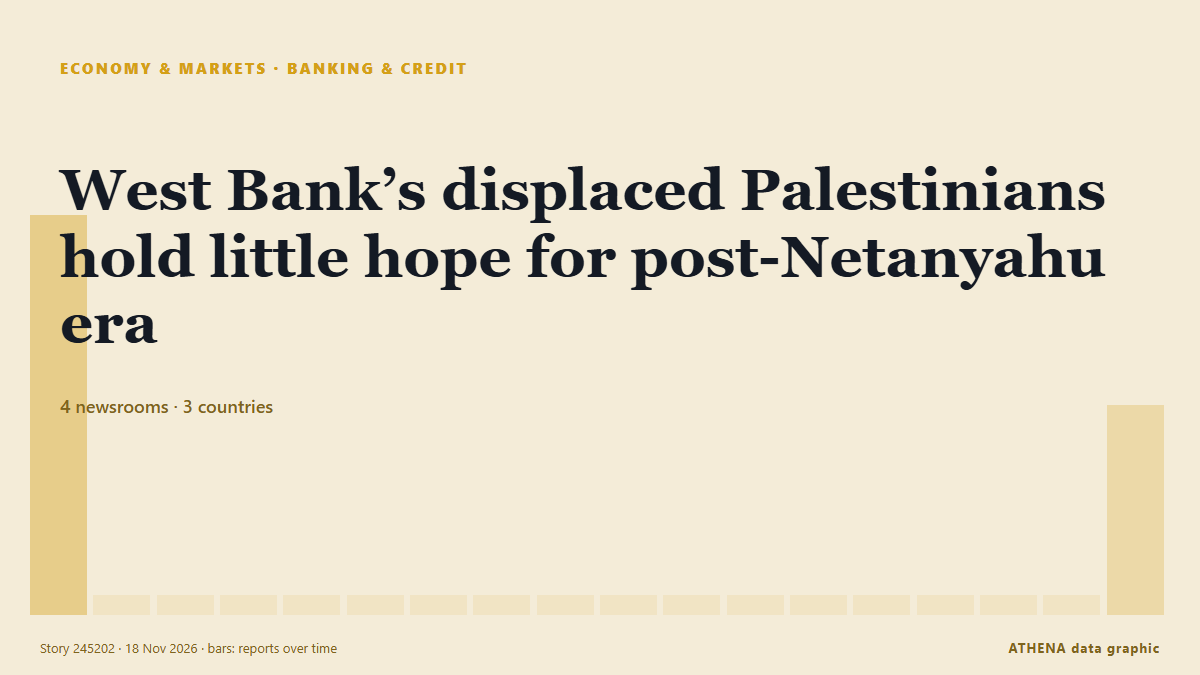 ECONOMY & MARKETS · BANKING & CREDIT
West Bank’s displaced Palestinians
hold little hope for post-Netanyahu
era
4 newsrooms · 3 countries
Story 245202 · 18 Nov 2026 · bars: reports over time
ATHENA data graphic